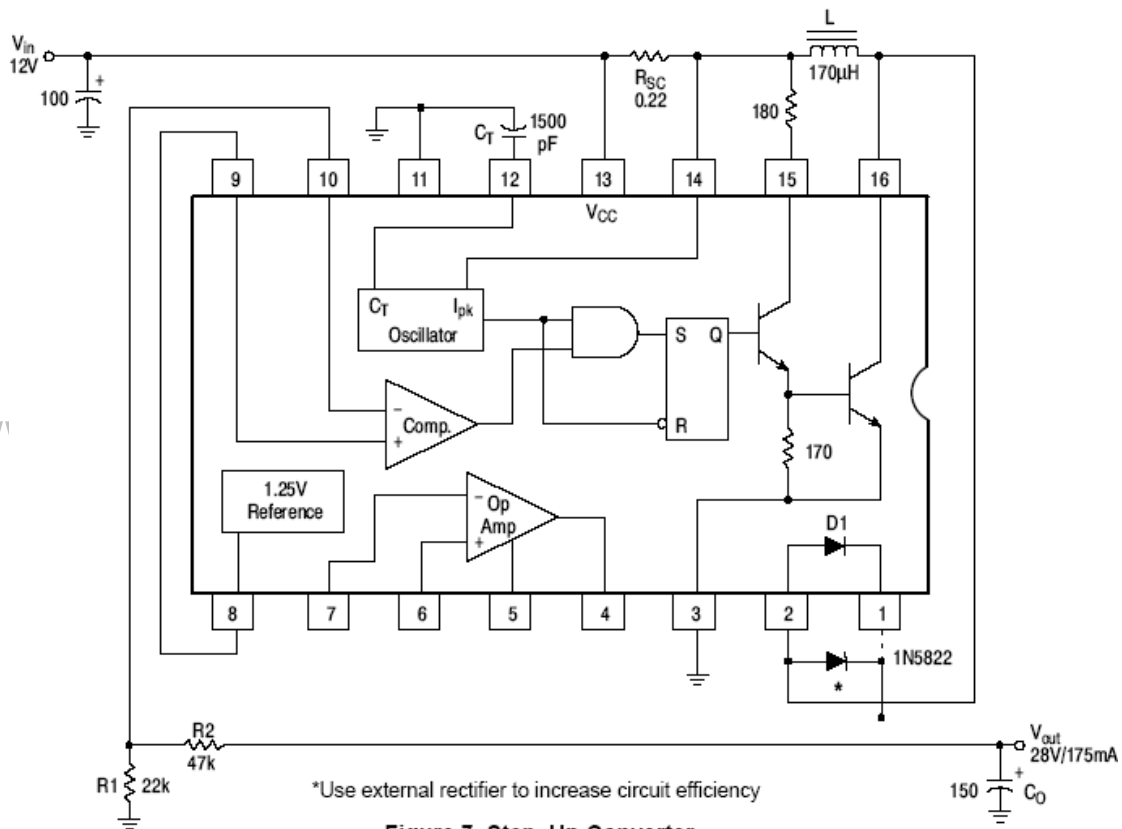 L
Vin
12V
+
100
RSC
0.22
170µH
180
CT
1500
pF
9
10
11
12
13
14
15
16
VCC
CT
Ipk
Oscillator
S
Q
R
−
Comp.
+
170
1.25V
Reference
−
Op
Amp
+
D1
8
7
6
5
4
3
2
1
1N5822
*
R2
47k
Vout
28V/175mA
R1
22k
*Use external rectifier to increase circuit efficiency
150
+
CO